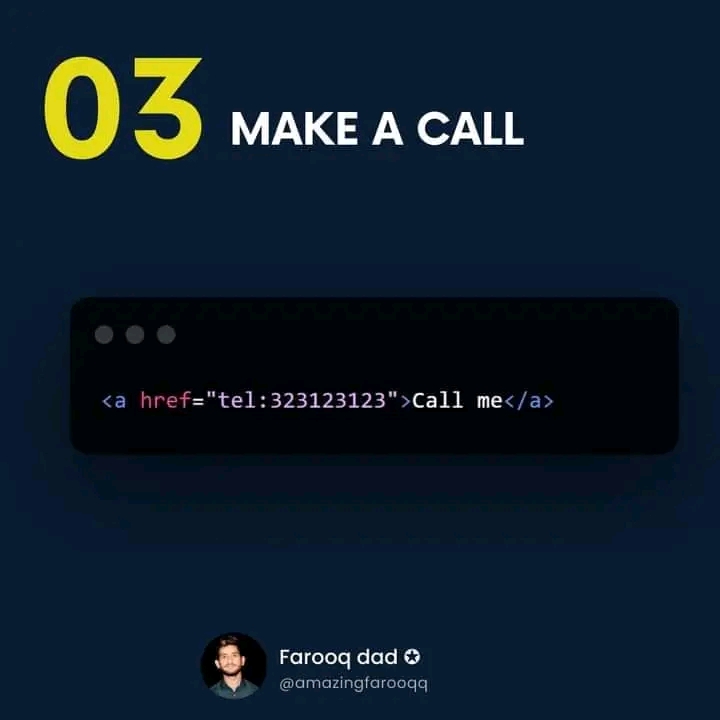 03 MAKE A CALL
<a href="tel:323123123">Call me</a>
Farooq dad ✪
@amazingfarooqq